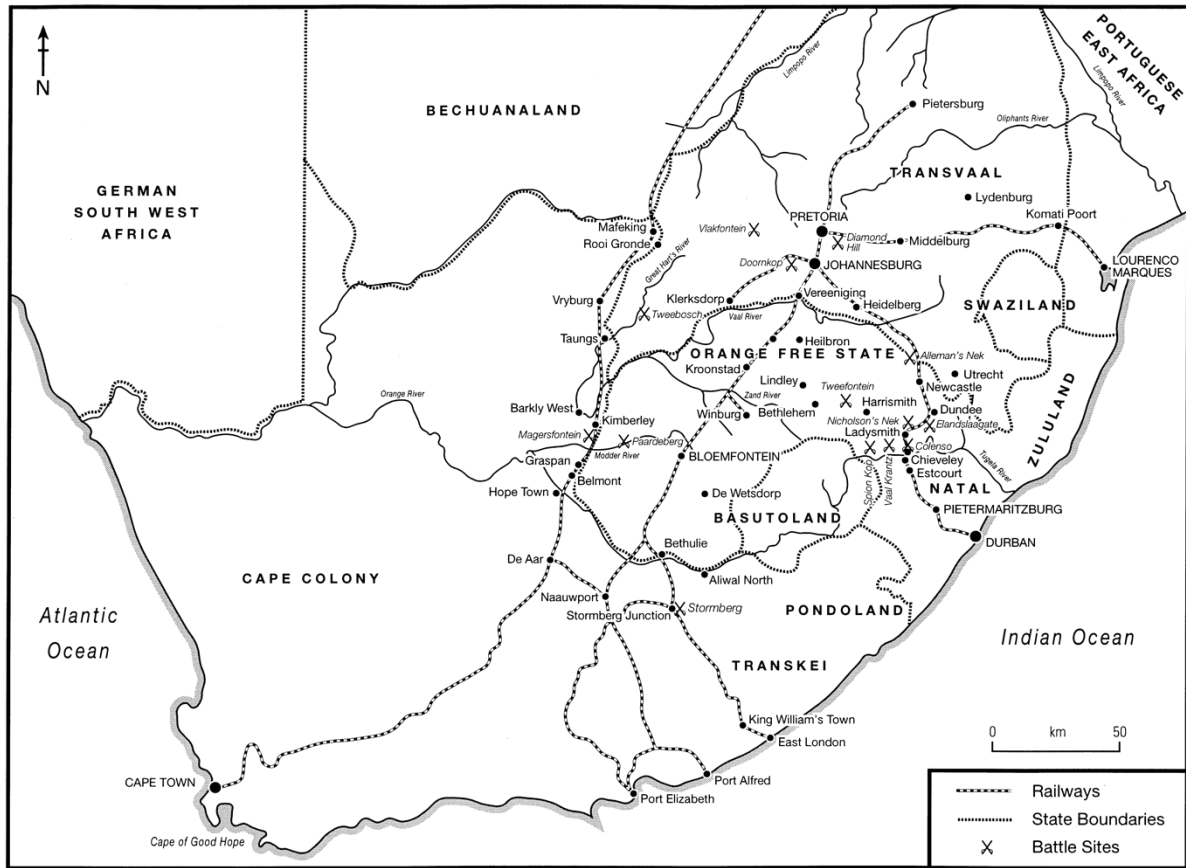 N
PORTUGUESE
EAST AFRICA
Limpopo River
Limpopo River
BECHUANALAND
Pietersburg
Oliphants River
GERMAN
SOUTH WEST
AFRICA
TRANSVAAL
Lydenburg
PRETORIA
Komati Poort
Mafeking
Vlakfontein
Rooi Gronde
Diamond
Hill
Middelburg
Great Hart's River
Doornkop
JOHANNESBURG
LOURENCO
MARQUES
Vryburg
Klerksdorp
Vereeniging
Heidelberg
SWAZILAND
Tweebosch
Vaal River
Taungs
Heilbron
ORANGE FREE STATE
Alleman's Nek
Kroonstad
Utrecht
Lindley
Newcastle
Tweefontein
Orange River
Zand River
Harrismith
Barkly West
Winburg
Bethlehem
Dundee
Kimberley
Nicholson's Nek
Elandslaagate
ZULULAND
Magersfontein
Paardeberg
Ladysmith
Modder River
BLOEMFONTEIN
Colenso
Graspan
Chieveley
Tugela River
Belmont
Estcourt
Spion Kop
Vaal Krantz
Hope Town
De Wetsdorp
NATAL
BASUTOLAND
PIETERMARITZBURG
DURBAN
Bethulie
De Aar
CAPE COLONY
Aliwal North
Naauwport
Stormberg
Stormberg Junction
PONDOLAND
Atlantic
Ocean
Indian Ocean
TRANSKEI
King William's Town
East London
0 km 50
CAPE TOWN
Port Alfred
Port Elizabeth
Cape of Good Hope
Railways
State Boundaries
Battle Sites